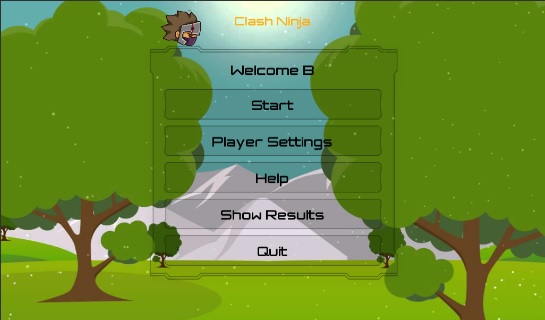 Clash Ninja
Welcome B
Start
Player Settings
Help
Show Results
Quit